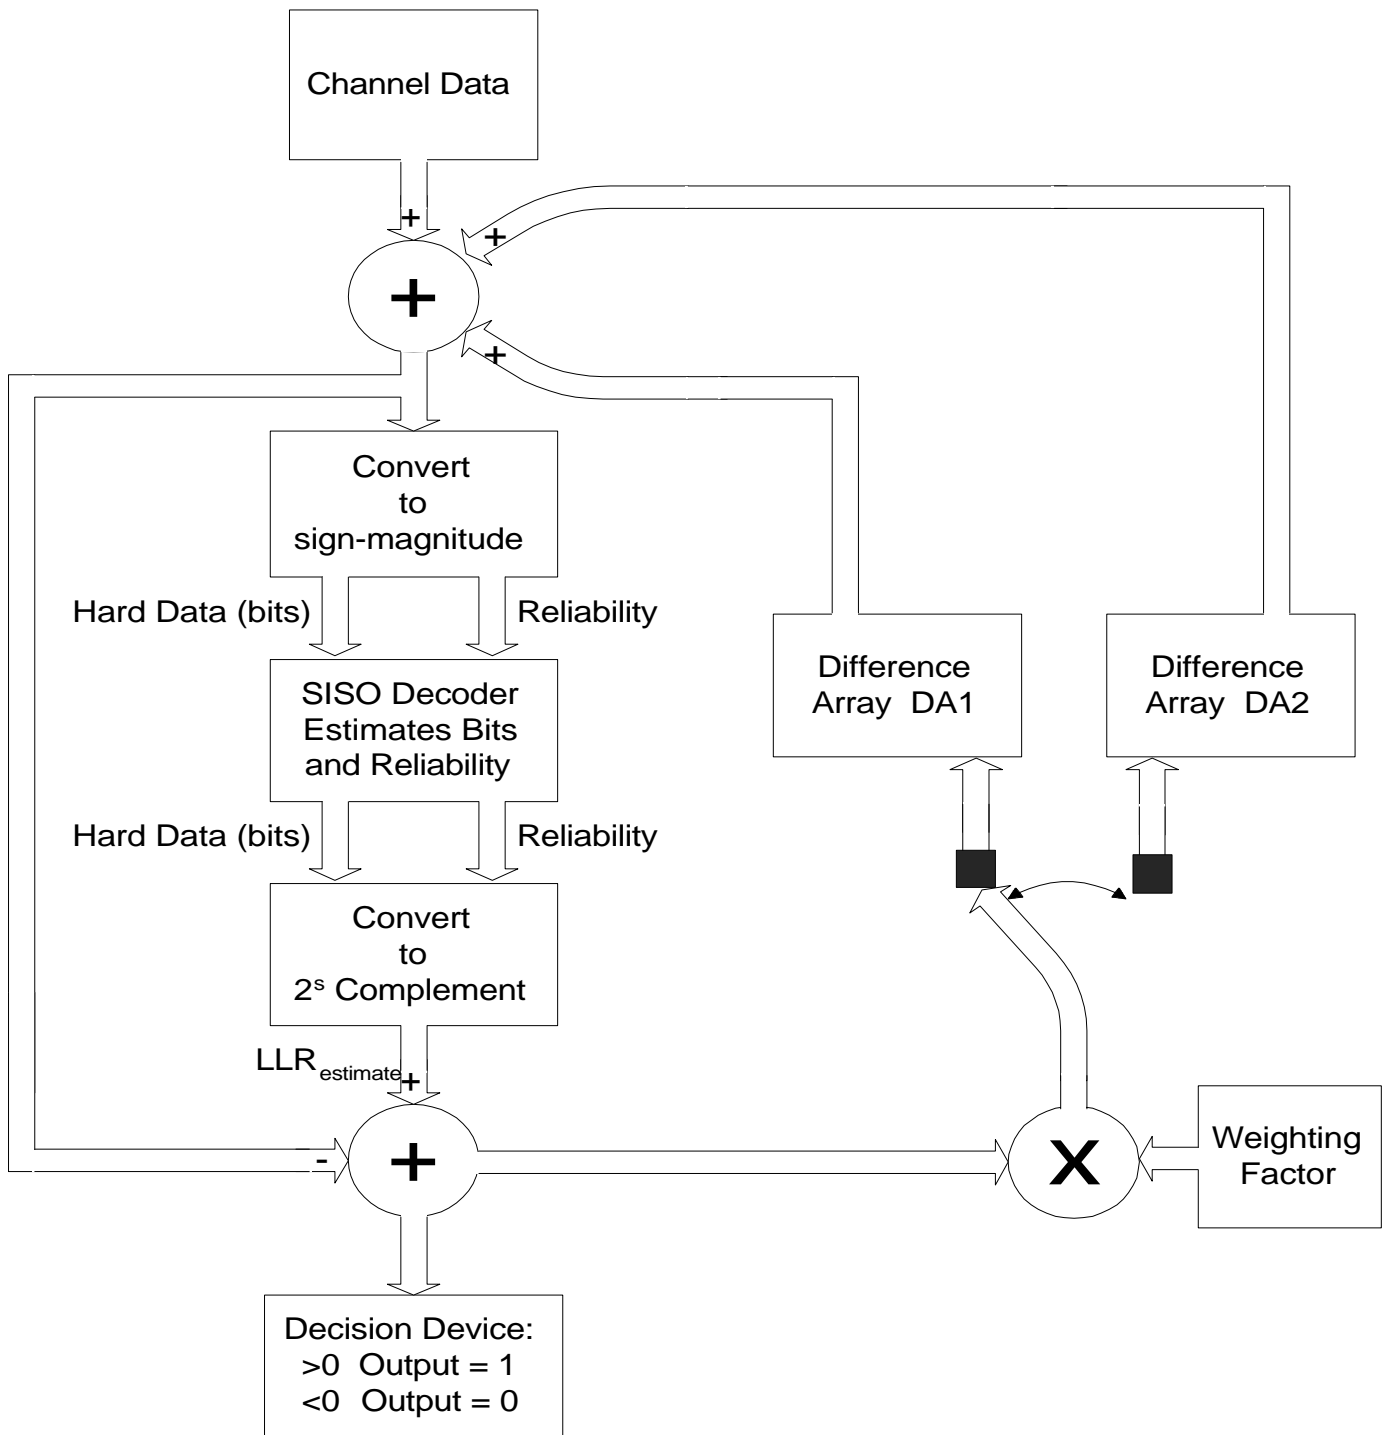 Channel Data
+
+
+
+
Convert
to
sign-magnitude
Hard Data (bits)
Reliability
SISO Decoder
Estimates Bits
and Reliability
Difference
Array DA1
Difference
Array DA2
Hard Data (bits)
Reliability
Convert
to
2s Complement
LLR estimate
+
-
+
X
Weighting
Factor
Decision Device:
>0 Output = 1
<0 Output = 0